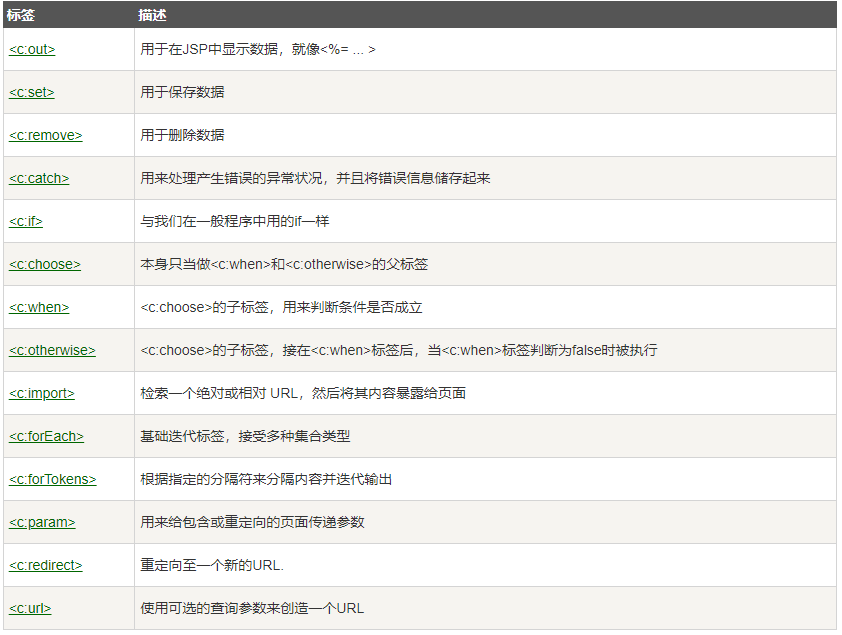 标签 描述
<c:out> 用于在JSP中显示数据，就像<%= ... >
<c:set> 用于保存数据
<c:remove> 用于删除数据
<c:catch> 用来处理产生错误的异常状况，并且将错误信息储存起来
<c:if> 与我们在一般程序中用的if一样
<c:choose> 本身只当做<c:when>和<c:otherwise>的父标签
<c:when> <c:choose>的子标签，用来判断条件是否成立
<c:otherwise> <c:choose>的子标签，接在<c:when>标签后，当<c:when>标签判断为false时被执行
<c:import> 检索一个绝对或相对 URL，然后将其内容暴露给页面
<c:forEach> 基础迭代标签，接受多种集合类型
<c:forTokens> 根据指定的分隔符来分隔内容并迭代输出
<c:param> 用来给包含或重定向的页面传递参数
<c:redirect> 重定向至一个新的URL.
<c:url> 使用可选的查询参数来创造一个URL